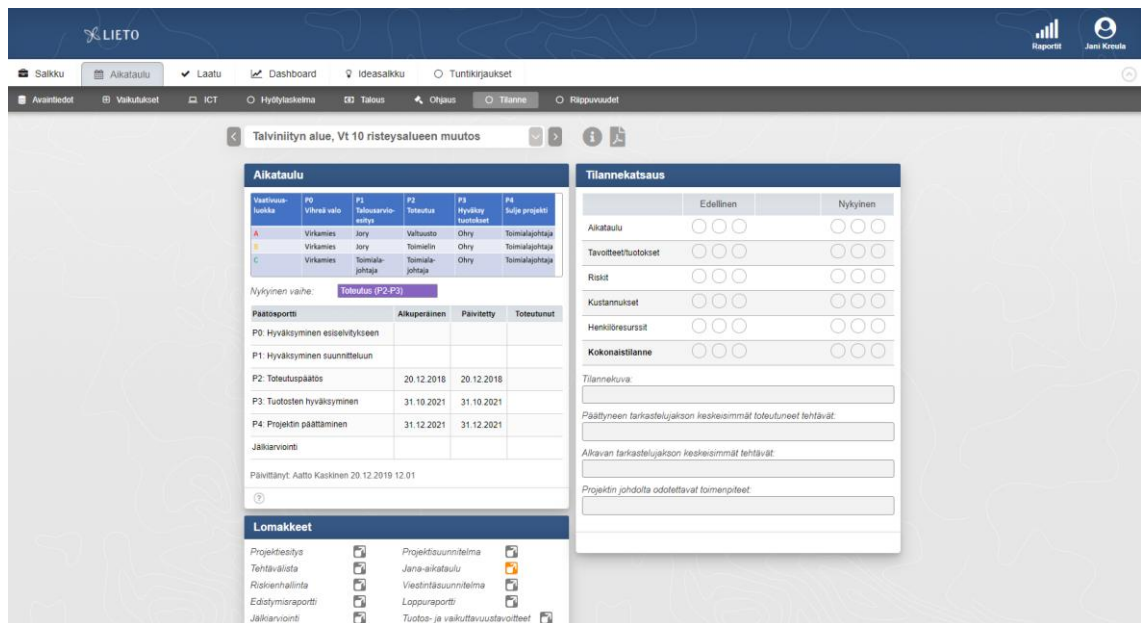 LIETO
Raportit
Jani Kreula
Salkku
Aikataulu
Laatu
Dashboard
Ideasalkku
Tuntikirjaukset
Avaintiedot
Vaikutukset
ICT
Hyötylaskelma
Talous
Ohjaus
Tilanne
Riippuvuudet
Talviniityn alue, Vt 10 risteysalueen muutos
Aikataulu
Vaativuus-luokka P0 Vihreä valo P1 Talousarvio-esitys P2 Toteutus P3 Hyväksy tuotokset P4 Sulje projekti
A Virkamies Jory Valtuusto Ohry Toimialajohtaja
B Virkamies Jory Toimielin Ohry Toimialajohtaja
C Virkamies Toimiala-johtaja Toimiala-johtaja Ohry Toimialajohtaja
Nykyinen vaihe: Toteutus (P2-P3)
Päätösportti Alkuperäinen Päivitetty Toteutunut
P0: Hyväksyminen esiselvitykseen
P1: Hyväksyminen suunnitteluun
P2: Toteutuspäätös 20.12.2018 20.12.2018
P3: Tuotosten hyväksyminen 31.10.2021 31.10.2021
P4: Projektin päättäminen 31.12.2021 31.12.2021
Jälkiarviointi
Päivittänyt: Aatto Kaskinen 20.12.2019 12.01
Lomakkeet
Projektiesitys Projektisuunnitelma
Tehtävälista Jana-aikataulu
Riskienhallinta Viestintäsuunnitelma
Edistymisraportti Loppuraportti
Jälkiarviointi Tuotos- ja vaikuttavuustavoitteet
Tilannekatsaus
Edellinen Nykyinen
Aikataulu
Tavoitteet/tuotokset
Riskit
Kustannukset
Henkilöresurssit
Kokonaistilanne
Tilannekuva:
Päättyneen tarkastelujakson keskeisimmät toteutuneet tehtävät:
Alkavan tarkastelujakson keskeisimmät tehtävät:
Projektin johdolta odotettavat toimenpiteet: